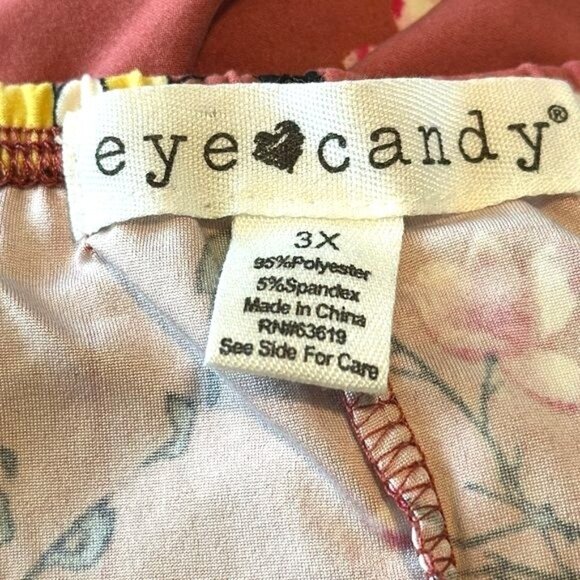 eye candy®
3X
95%Polyester
5%Spandex
Made In China
RN#63619
See Side For Care